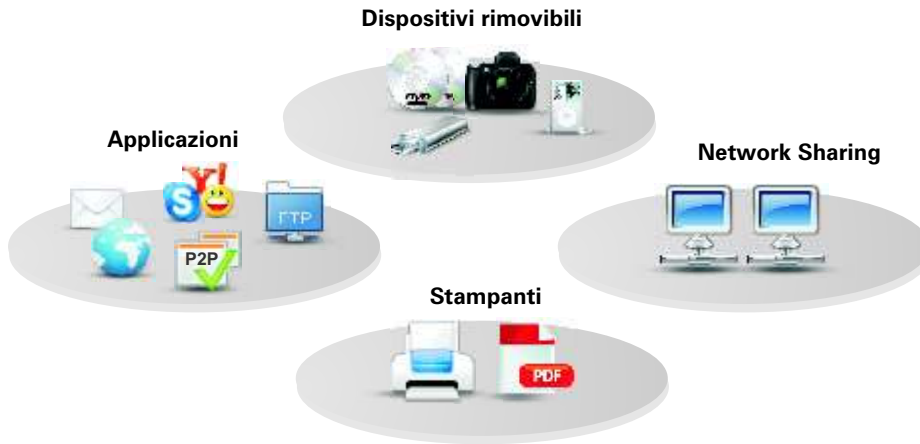 Dispositivi rimovibili
Applicazioni
Network Sharing
Y!
S
FTP
P2P
Stampanti
PDF